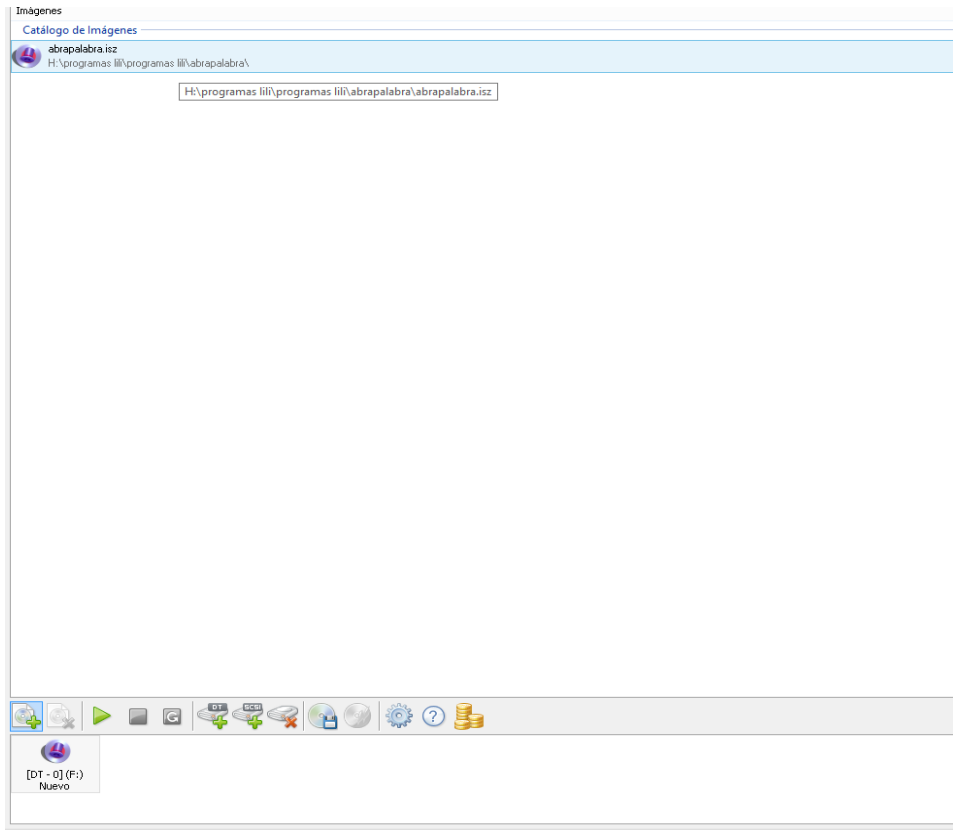 Imágenes
Catálogo de Imágenes
abrapalabra.isz
H:\programas lili\programas lili\abrapalabra\
H:\programas lili\programas lili\abrapalabra\abrapalabra.isz
DT
SCSI
G
?
[DT - 0] (F:)
Nuevo